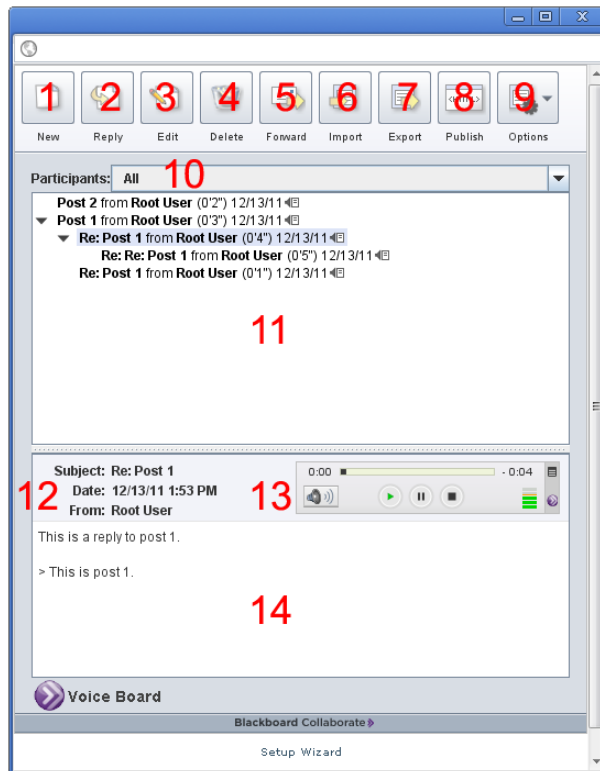 1 2 3 4 5 6 7 8 9
New Reply Edit Delete Forward Import Export Publish Options
Participants: All 10
Post 2 from Root User (0'2") 12/13/11
Post 1 from Root User (0'3") 12/13/11
Re: Post 1 from Root User (0'4") 12/13/11
Re: Re: Post 1 from Root User (0'5") 12/13/11
Re: Post 1 from Root User (0'1") 12/13/11
11
Subject: Re: Post 1
Date: 12/13/11 1:53 PM
From: Root User
12
0:00 - 0:04
13
This is a reply to post 1.
> This is post 1.
14
Voice Board
Blackboard Collaborate
Setup Wizard